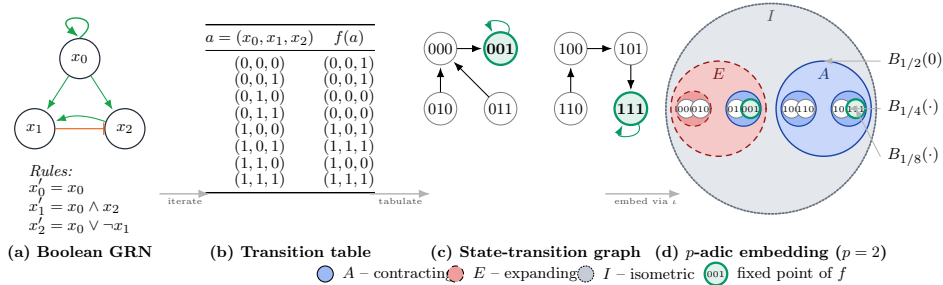 x₀
x₁
x₂
Rules:
x′₀ = x₀
x′₁ = x₀ ∧ x₂
x′₂ = x₀ ∨ ¬x₁
(a) Boolean GRN
iterate
a = (x₀, x₁, x₂) f(a)
(0, 0, 0) (0, 0, 1)
(0, 0, 1) (0, 0, 1)
(0, 1, 0) (0, 0, 0)
(0, 1, 1) (0, 0, 0)
(1, 0, 0) (1, 0, 1)
(1, 0, 1) (1, 1, 1)
(1, 1, 0) (1, 0, 0)
(1, 1, 1) (1, 1, 1)
(b) Transition table
tabulate
000 001
010 011
100 101
110 111
(c) State-transition graph
embed via ι
I
E
A
000 010
001
100 110
B₁/₂(0)
B₁/₄(·)
B₁/₈(·)
(d) p-adic embedding (p = 2)
A – contracting E – expanding I – isometric 001 fixed point of f